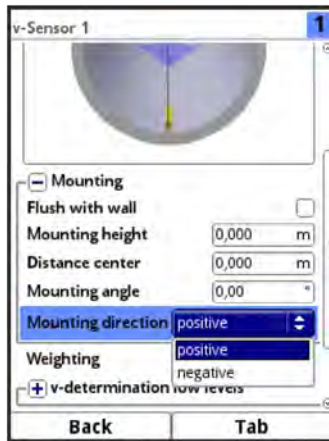 v-Sensor 1 1
Mounting
Flush with wall
Mounting height 0,000 m
Distance center 0,000 m
Mounting angle 0,00 °
Mounting direction positive
positive
Weighting
negative
v-determination low levels
Back Tab